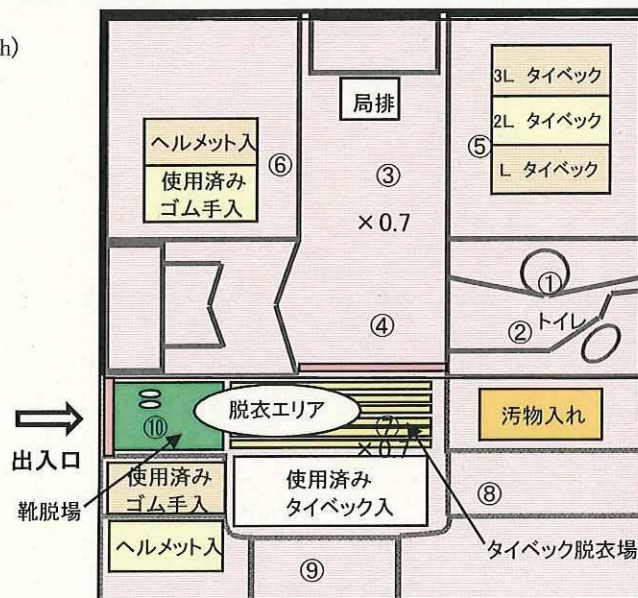 h)
局排
3L タイベック
2L タイベック
L タイベック
⑤
ヘルメット入
使用済み
ゴム手入
⑥
③
×0.7
①
② トイレ
④
脱衣エリア
⑦
×0.7
⑩
汚物入れ
出入口
靴脱場
使用済み
ゴム手入
使用済み
タイベック入
⑧
ヘルメット入
タイベック脱衣場
⑨